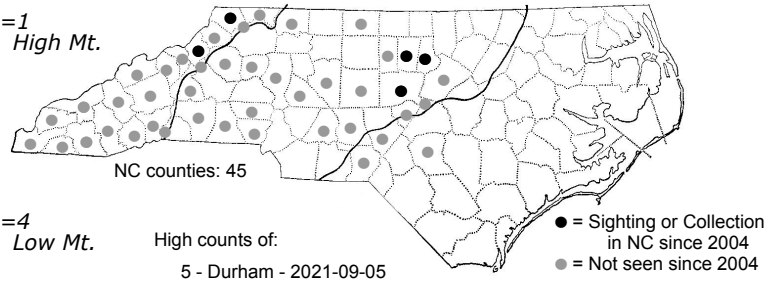 =1
High Mt.
NC counties: 45
=4
Low Mt.
High counts of:
5 - Durham - 2021-09-05
● = Sighting or Collection
in NC since 2004
● = Not seen since 2004